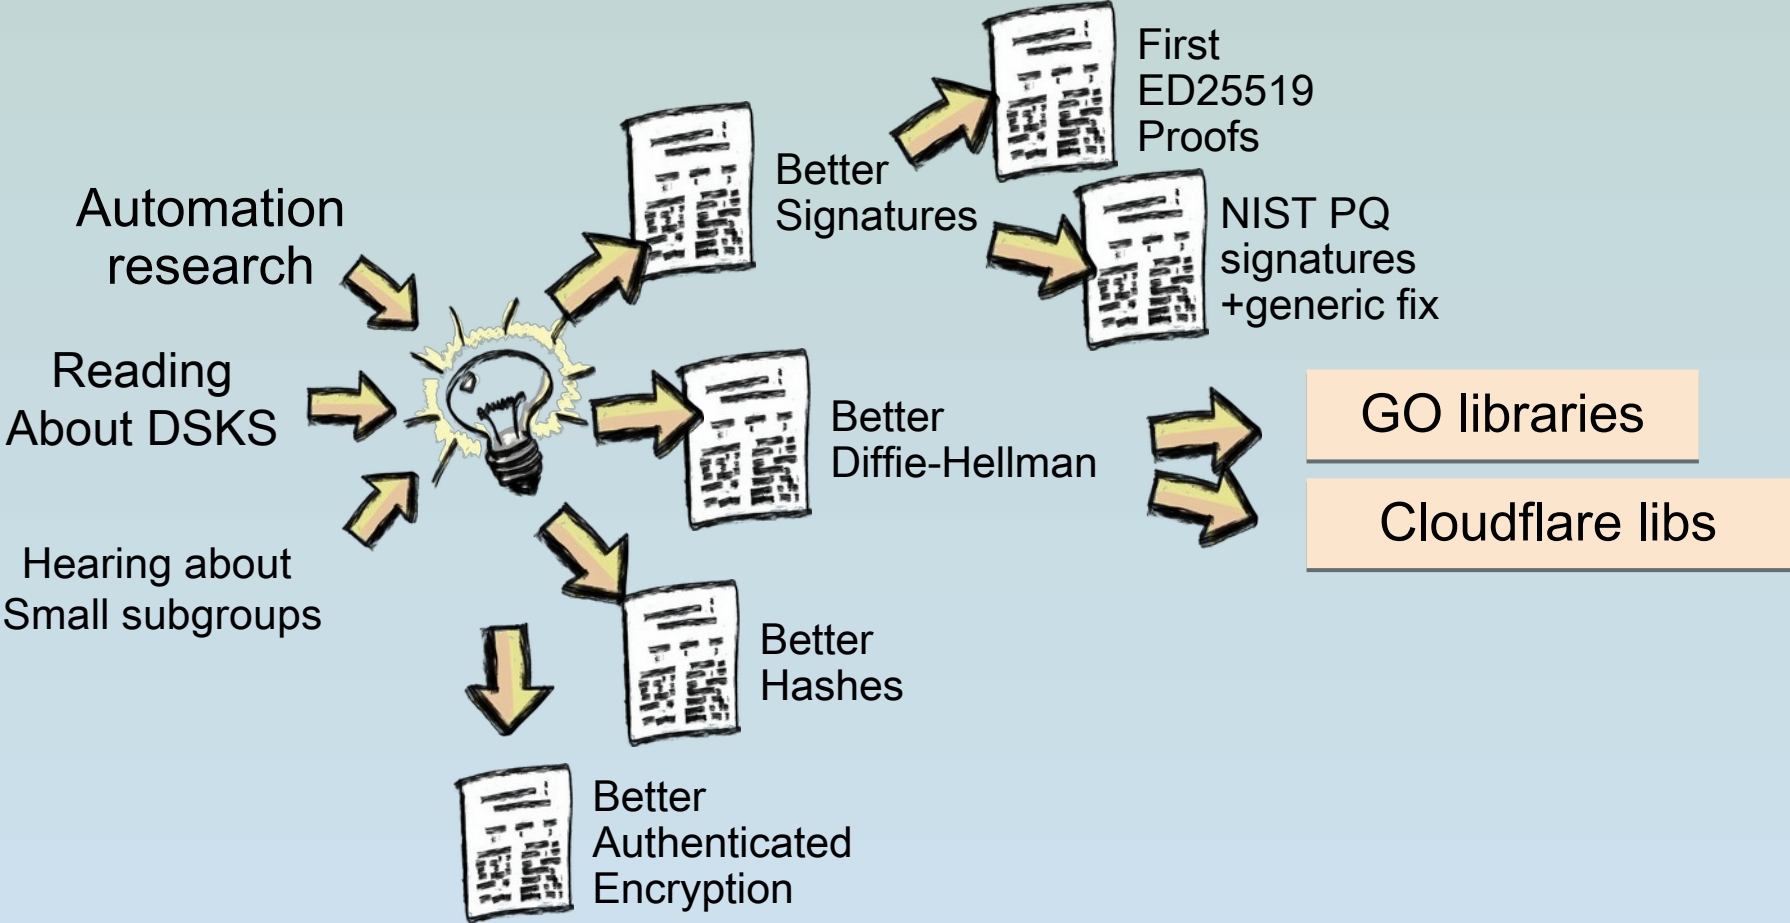 Automation
research
Reading
About DSKS
Hearing about
Small subgroups
Better
Signatures
First
ED25519
Proofs
NIST PQ
signatures
+generic fix
Better
Diffie-Hellman
GO libraries
Cloudflare libs
Better
Hashes
Better
Authenticated
Encryption